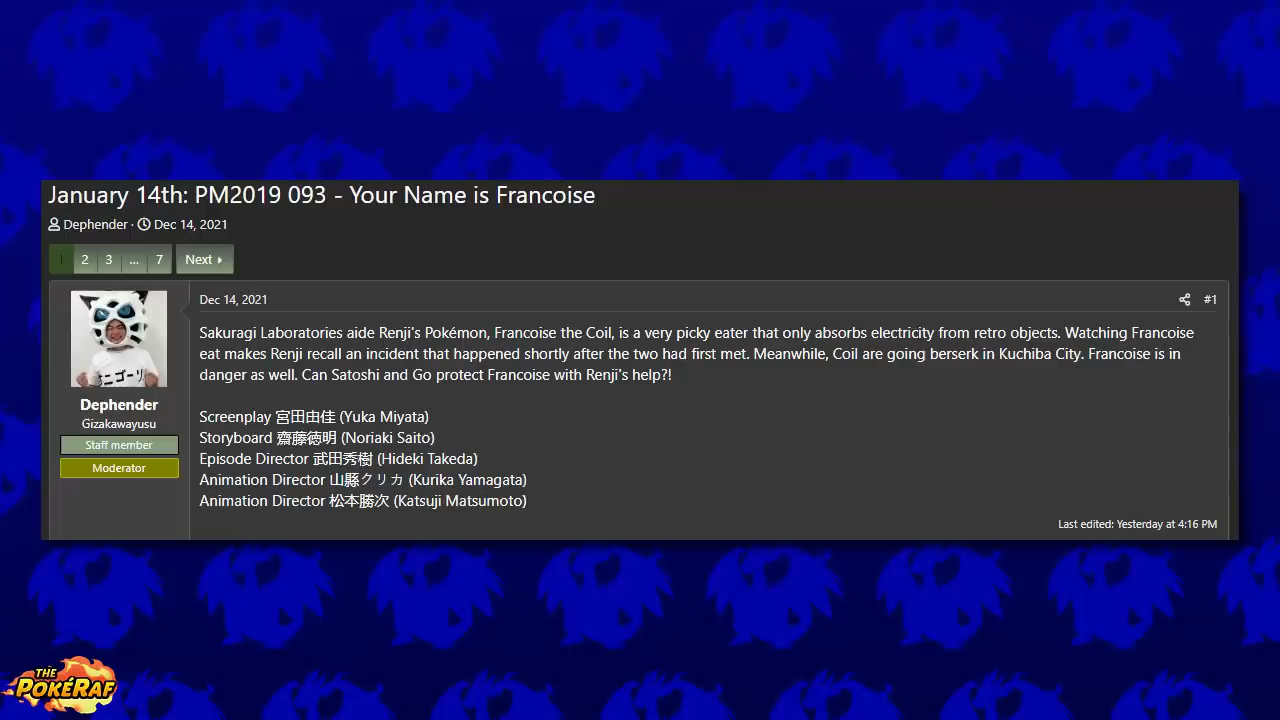 January 14th: PM2019 093 - Your Name is Francoise
Dephender · Dec 14, 2021
1 2 3 ... 7 Next
Dec 14, 2021 #1
Sakuragi Laboratories aide Renji's Pokémon, Francoise the Coil, is a very picky eater that only absorbs electricity from retro objects. Watching Francoise
eat makes Renji recall an incident that happened shortly after the two had first met. Meanwhile, Coil are going berserk in Kuchiba City. Francoise is in
danger as well. Can Satoshi and Go protect Francoise with Renji's help?!
Dephender
Gizakawayusu
Staff member
Moderator
Screenplay 宮田由佳 (Yuka Miyata)
Storyboard 齋藤徳明 (Noriaki Saito)
Episode Director 武田秀樹 (Hideki Takeda)
Animation Director 山縣クリカ (Kurika Yamagata)
Animation Director 松本勝次 (Katsuji Matsumoto)
Last edited: Yesterday at 4:16 PM
THE
POKÉRAF